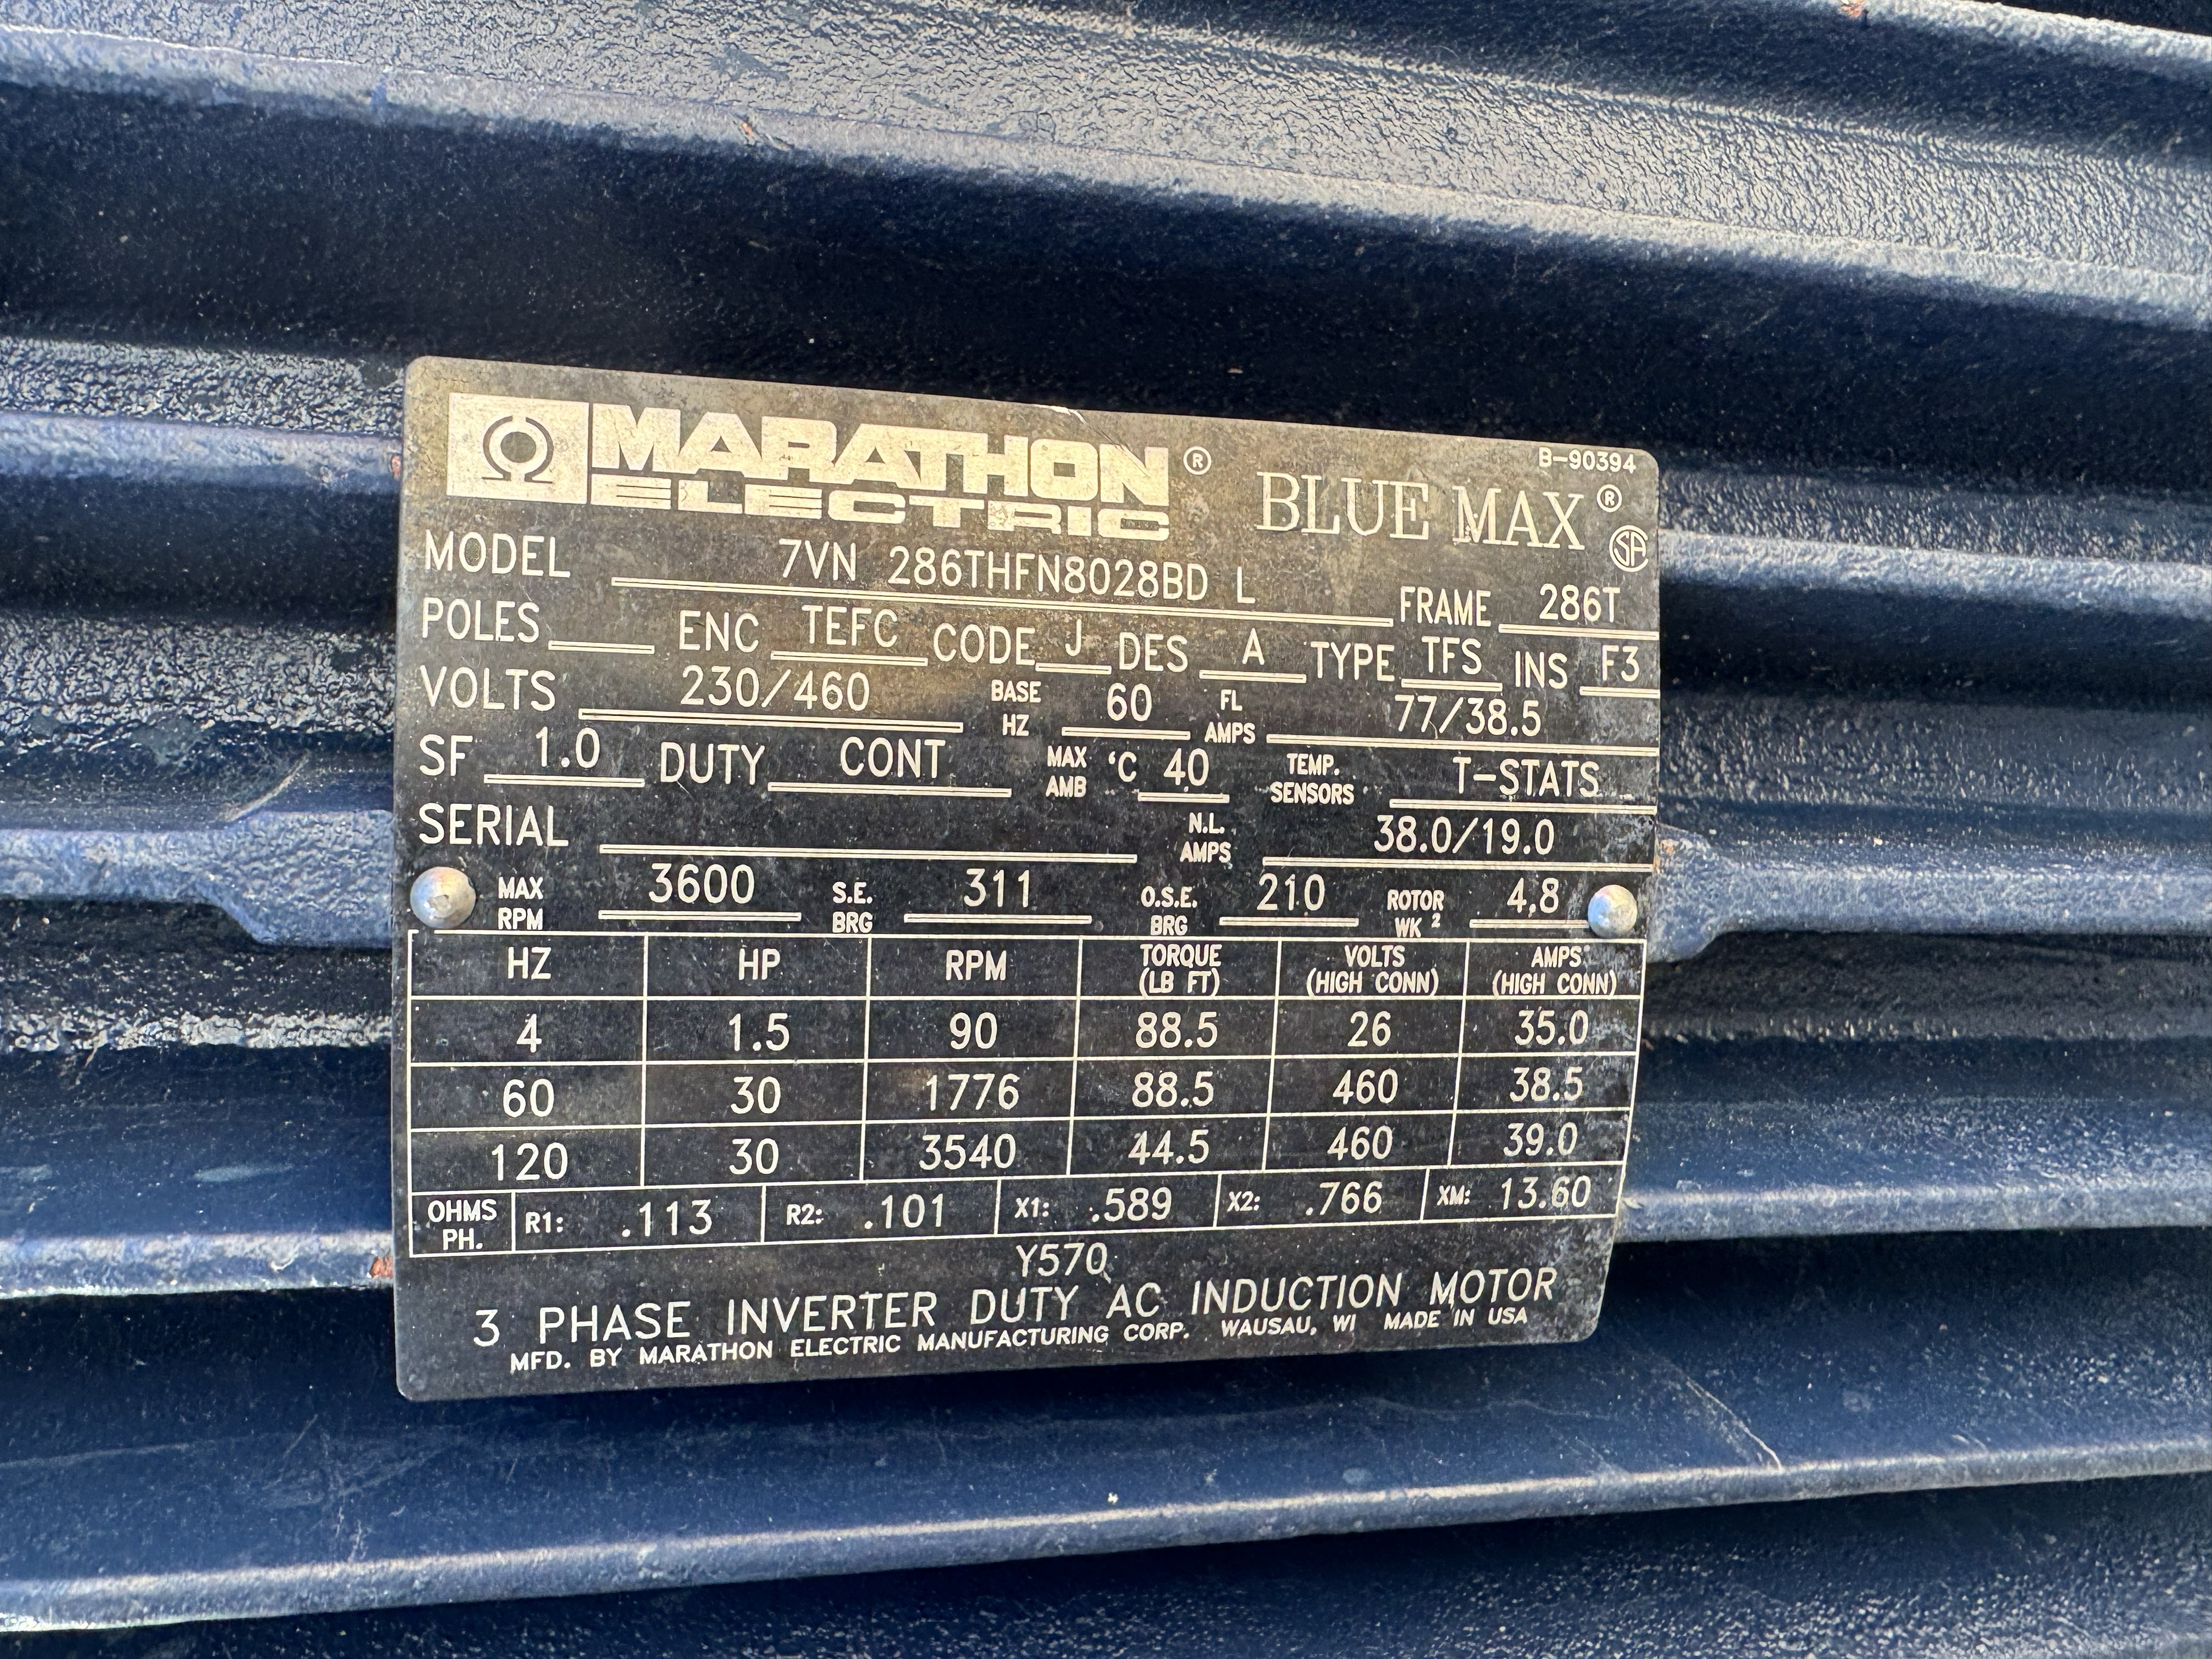 MARATHON ® BLUE MAX ® B-90394
ELECTRIC SA
MODEL 7VN 286THFN8028BD L FRAME 286T
POLES ENC TEFC CODE J DES A TYPE TFS INS F3
VOLTS 230/460 BASE HZ 60 FL AMPS 77/38.5
SF 1.0 DUTY CONT MAX AMB °C 40 TEMP. SENSORS T-STATS
SERIAL N.L. AMPS 38.0/19.0
MAX RPM 3600 S.E. BRG 311 O.S.E. BRG 210 ROTOR WK 2 4.8
HZ HP RPM TORQUE (LB FT) VOLTS (HIGH CONN) AMPS (HIGH CONN)
4 1.5 90 88.5 26 35.0
60 30 1776 88.5 460 38.5
120 30 3540 44.5 460 39.0
OHMS PH. R1: .113 R2: .101 X1: .589 X2: .766 XM: 13.60
Y570
3 PHASE INVERTER DUTY AC INDUCTION MOTOR
MFD. BY MARATHON ELECTRIC MANUFACTURING CORP. WAUSAU, WI MADE IN USA